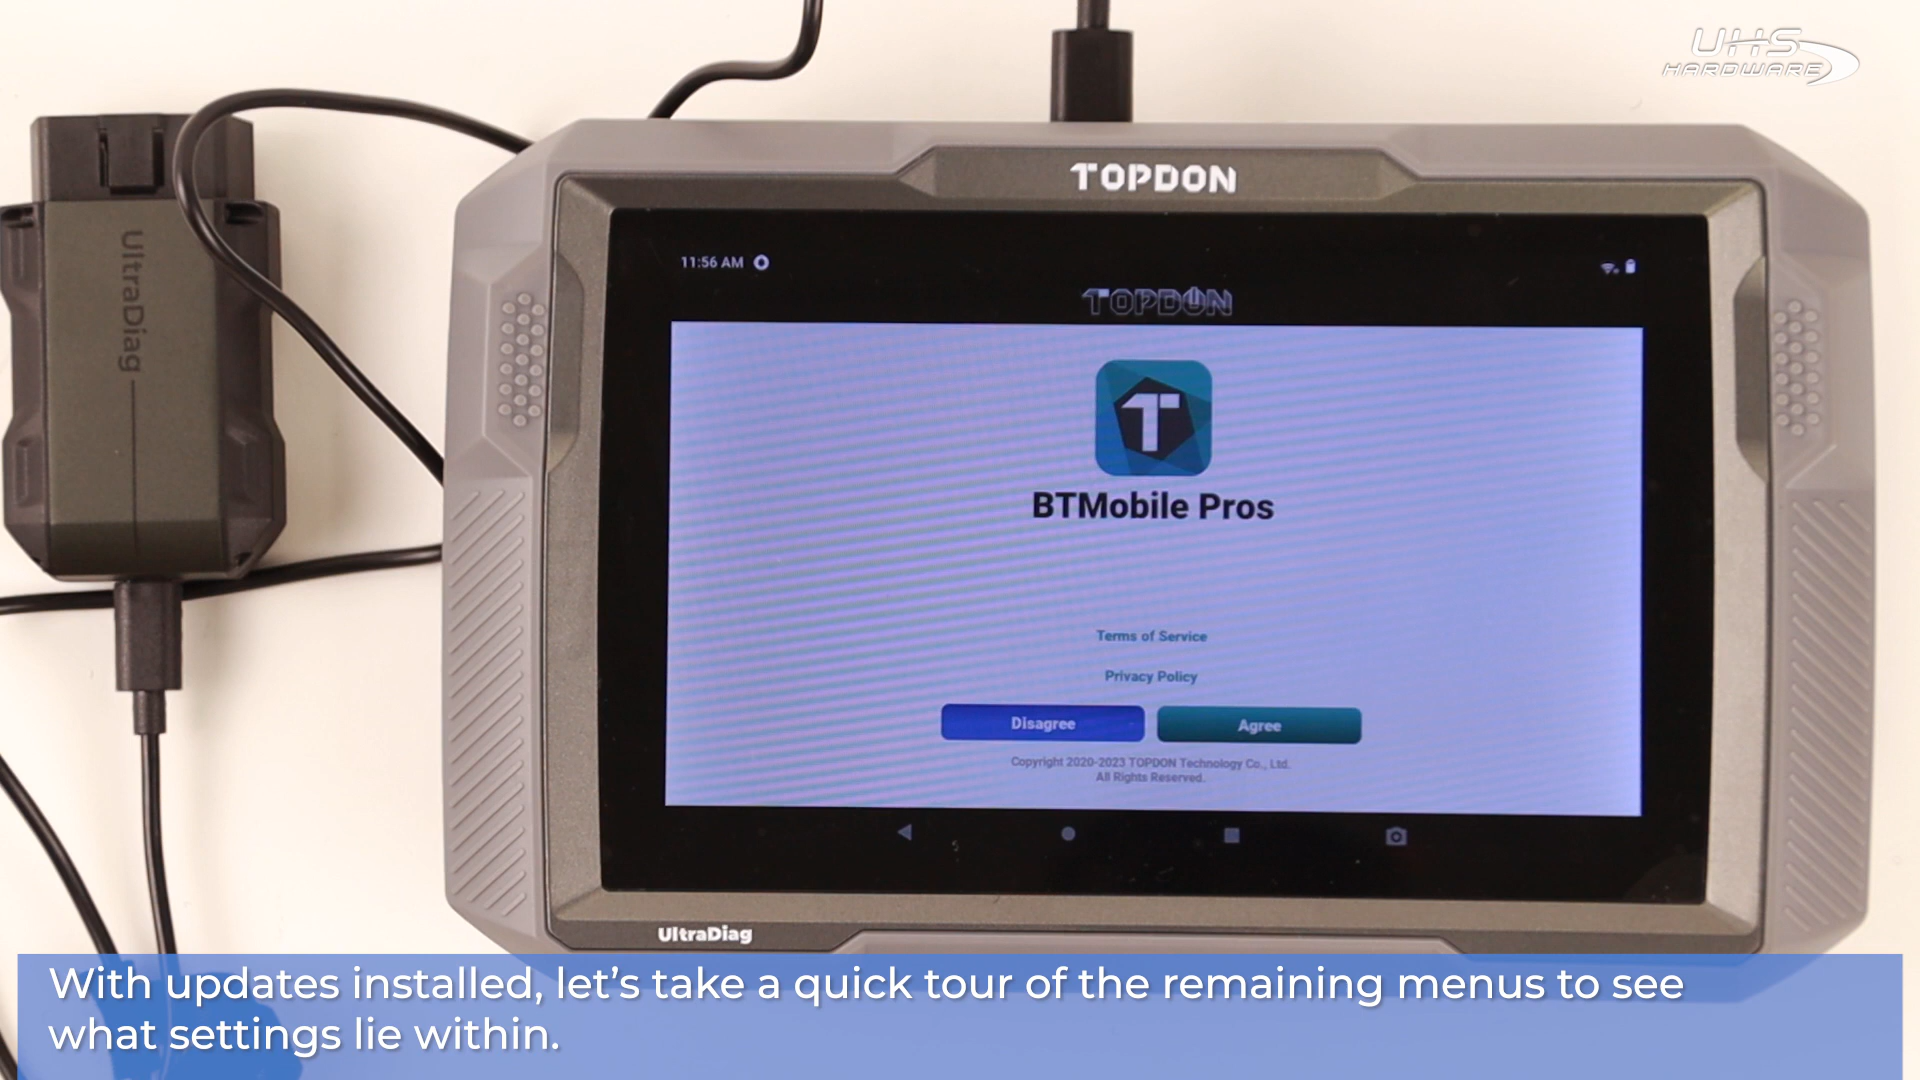 UHS
HARDWARE
TOPDON
UltraDiag
11:56 AM
TOPDON
T
BTMobile Pros
Terms of Service
Privacy Policy
Disagree
Agree
Copyright 2020-2023 TOPDON Technology Co., Ltd.
All Rights Reserved.
UltraDiag
With updates installed, let’s take a quick tour of the remaining menus to see
what settings lie within.